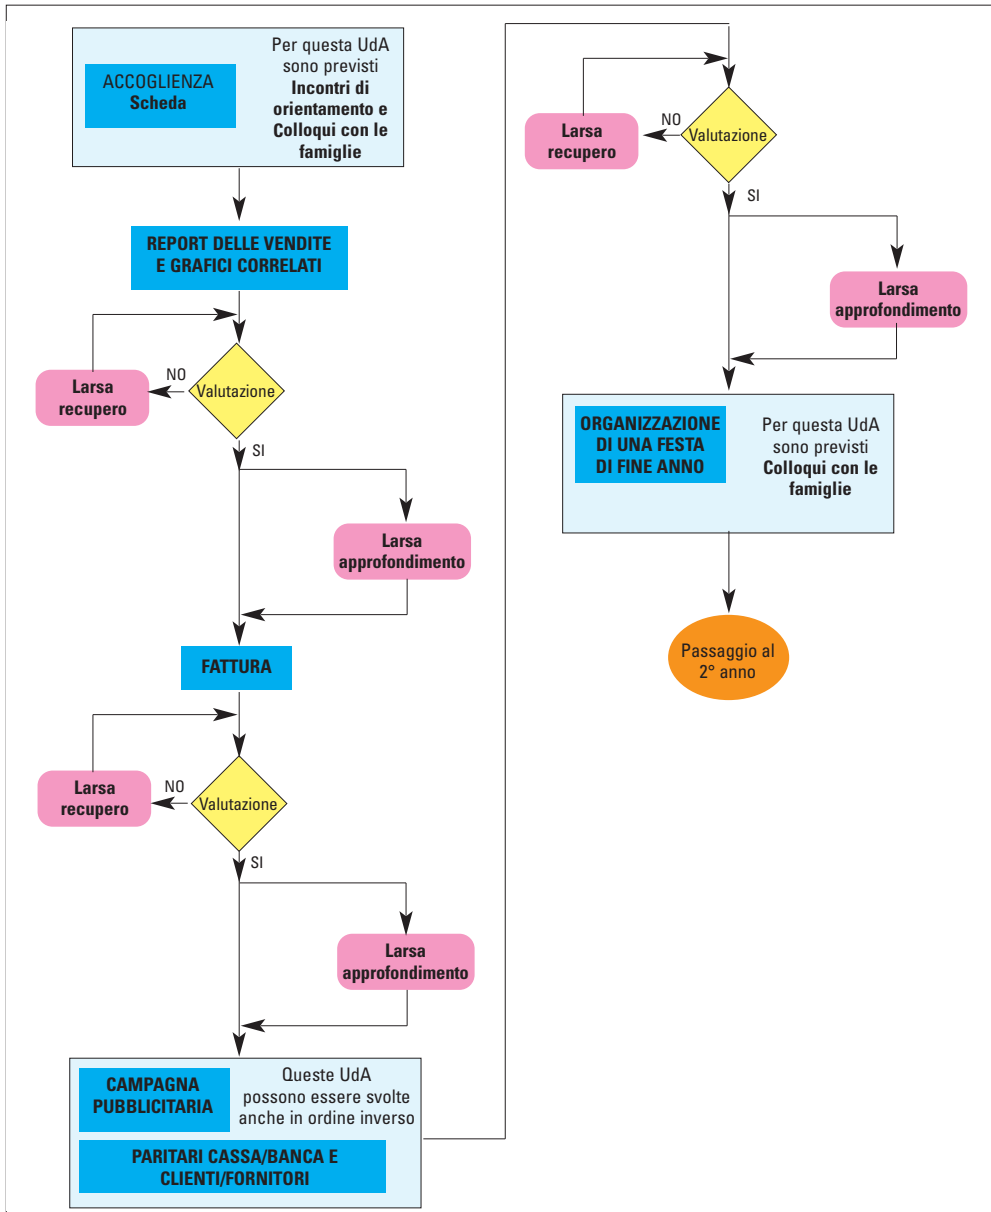 ACCOGLIENZA
Scheda
Per questa UdA
sono previsti
Incontri di
orientamento e
Colloqui con le
famiglie
REPORT DELLE VENDITE
E GRAFICI CORRELATI
Larsa
recupero
NO
Valutazione
SI
Larsa
approfondimento
FATTURA
Larsa
recupero
NO
Valutazione
SI
Larsa
approfondimento
CAMPAGNA
PUBBLICITARIA
Queste UdA
possono essere svolte
anche in ordine inverso
PARITARI CASSA/BANCA E
CLIENTI/FORNITORI
Larsa
recupero
NO
Valutazione
SI
Larsa
approfondimento
ORGANIZZAZIONE
DI UNA FESTA
DI FINE ANNO
Per questa UdA
sono previsti
Colloqui con le
famiglie
Passaggio al
2° anno